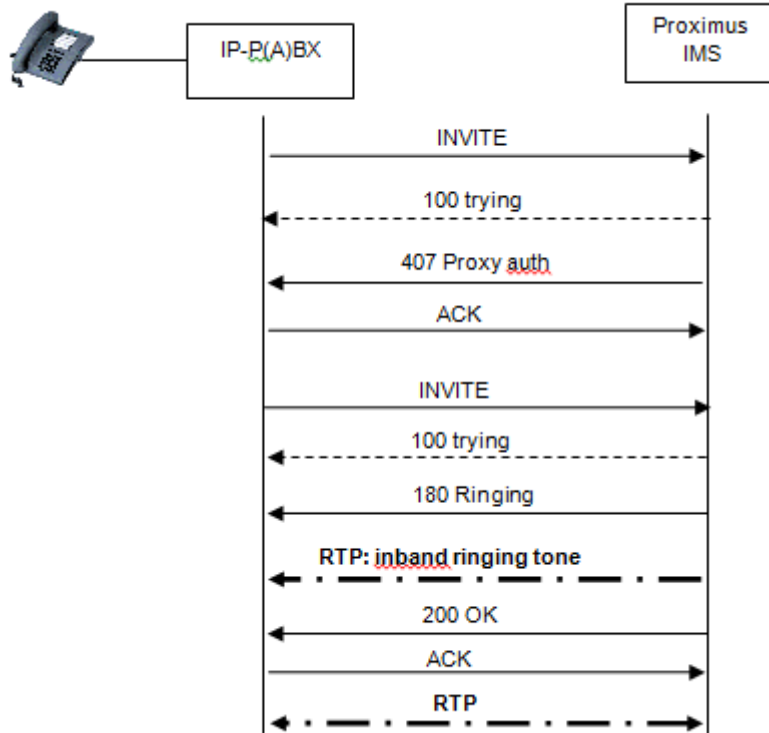 IP-P(A)BX
Proximus
IMS
INVITE
100 trying
407 Proxy auth
ACK
INVITE
100 trying
180 Ringing
RTP: inband ringing tone
200 OK
ACK
RTP